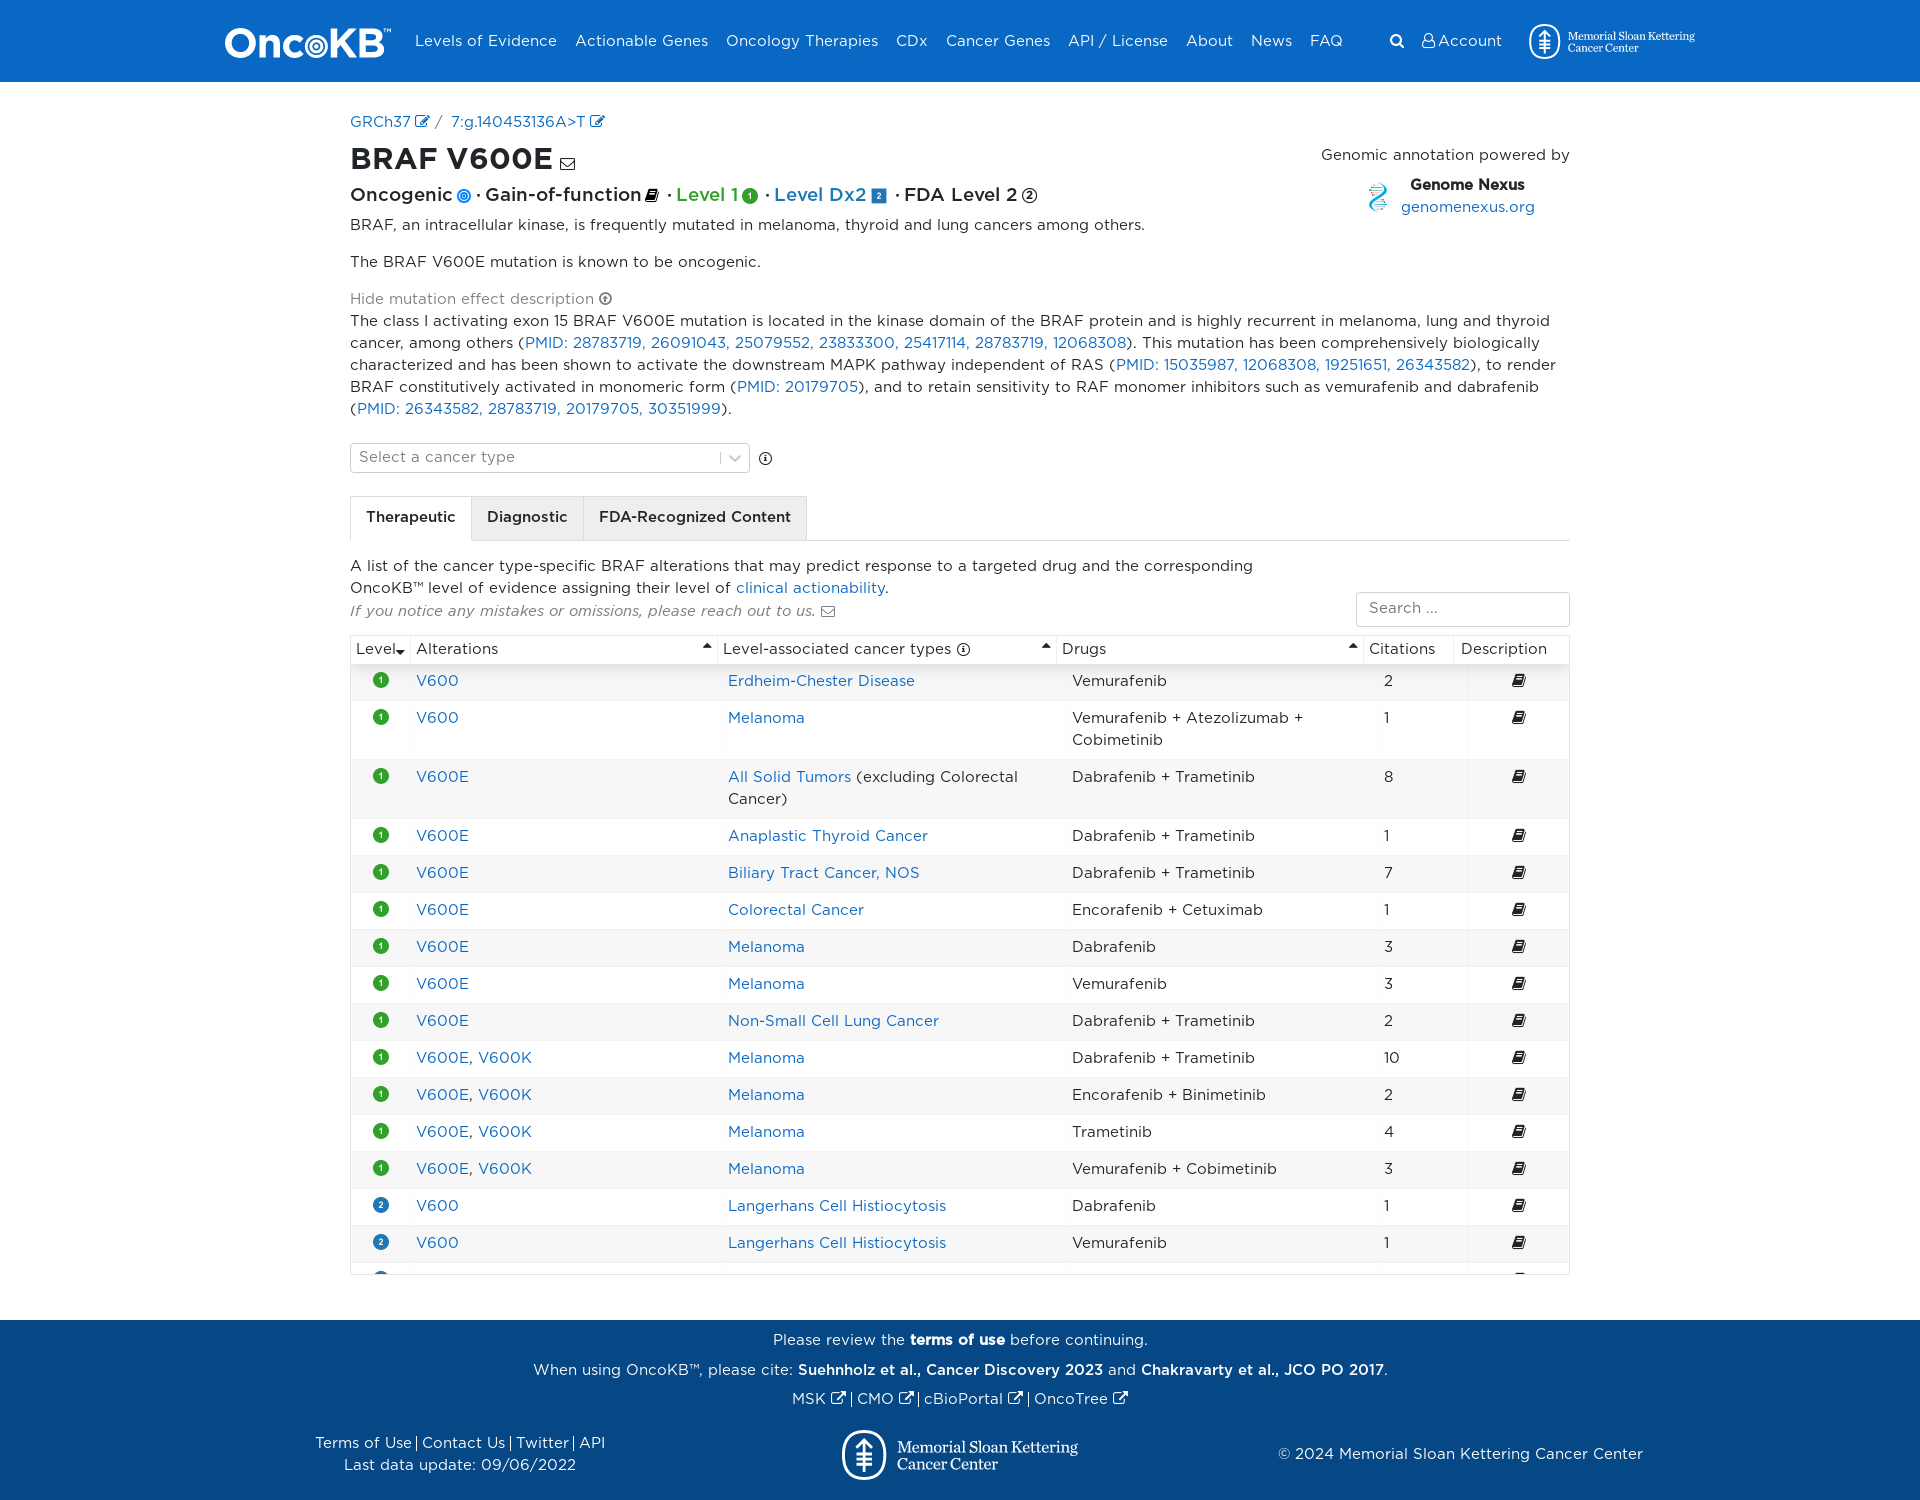 OncoKB™ Levels of Evidence Actionable Genes Oncology Therapies CDx Cancer Genes API / License About News FAQ Account Memorial Sloan Kettering Cancer Center
GRCh37 / 7:g.140453136A>T
BRAF V600E
Genomic annotation powered by
Genome Nexus
genomenexus.org
Oncogenic · Gain-of-function · Level 1 1 · Level Dx2 2 · FDA Level 2 2
BRAF, an intracellular kinase, is frequently mutated in melanoma, thyroid and lung cancers among others.
The BRAF V600E mutation is known to be oncogenic.
Hide mutation effect description
The class I activating exon 15 BRAF V600E mutation is located in the kinase domain of the BRAF protein and is highly recurrent in melanoma, lung and thyroid
cancer, among others (PMID: 28783719, 26091043, 25079552, 23833300, 25417114, 28783719, 12068308). This mutation has been comprehensively biologically
characterized and has been shown to activate the downstream MAPK pathway independent of RAS (PMID: 15035987, 12068308, 19251651, 26343582), to render
BRAF constitutively activated in monomeric form (PMID: 20179705), and to retain sensitivity to RAF monomer inhibitors such as vemurafenib and dabrafenib
(PMID: 26343582, 28783719, 20179705, 30351999).
Select a cancer type
Therapeutic Diagnostic FDA-Recognized Content
A list of the cancer type-specific BRAF alterations that may predict response to a targeted drug and the corresponding
OncoKB™ level of evidence assigning their level of clinical actionability.
If you notice any mistakes or omissions, please reach out to us.
Search ...
Level Alterations Level-associated cancer types Drugs Citations Description
1 V600 Erdheim-Chester Disease Vemurafenib 2
1 V600 Melanoma Vemurafenib + Atezolizumab + 1
Cobimetinib
1 V600E All Solid Tumors (excluding Colorectal Dabrafenib + Trametinib 8
Cancer)
1 V600E Anaplastic Thyroid Cancer Dabrafenib + Trametinib 1
1 V600E Biliary Tract Cancer, NOS Dabrafenib + Trametinib 7
1 V600E Colorectal Cancer Encorafenib + Cetuximab 1
1 V600E Melanoma Dabrafenib 3
1 V600E Melanoma Vemurafenib 3
1 V600E Non-Small Cell Lung Cancer Dabrafenib + Trametinib 2
1 V600E, V600K Melanoma Dabrafenib + Trametinib 10
1 V600E, V600K Melanoma Encorafenib + Binimetinib 2
1 V600E, V600K Melanoma Trametinib 4
1 V600E, V600K Melanoma Vemurafenib + Cobimetinib 3
2 V600 Langerhans Cell Histiocytosis Dabrafenib 1
2 V600 Langerhans Cell Histiocytosis Vemurafenib 1
Please review the terms of use before continuing.
When using OncoKB™, please cite: Suehnholz et al., Cancer Discovery 2023 and Chakravarty et al., JCO PO 2017.
MSK | CMO | cBioPortal | OncoTree
Terms of Use | Contact Us | Twitter | API
Last data update: 09/06/2022
Memorial Sloan Kettering
Cancer Center
© 2024 Memorial Sloan Kettering Cancer Center